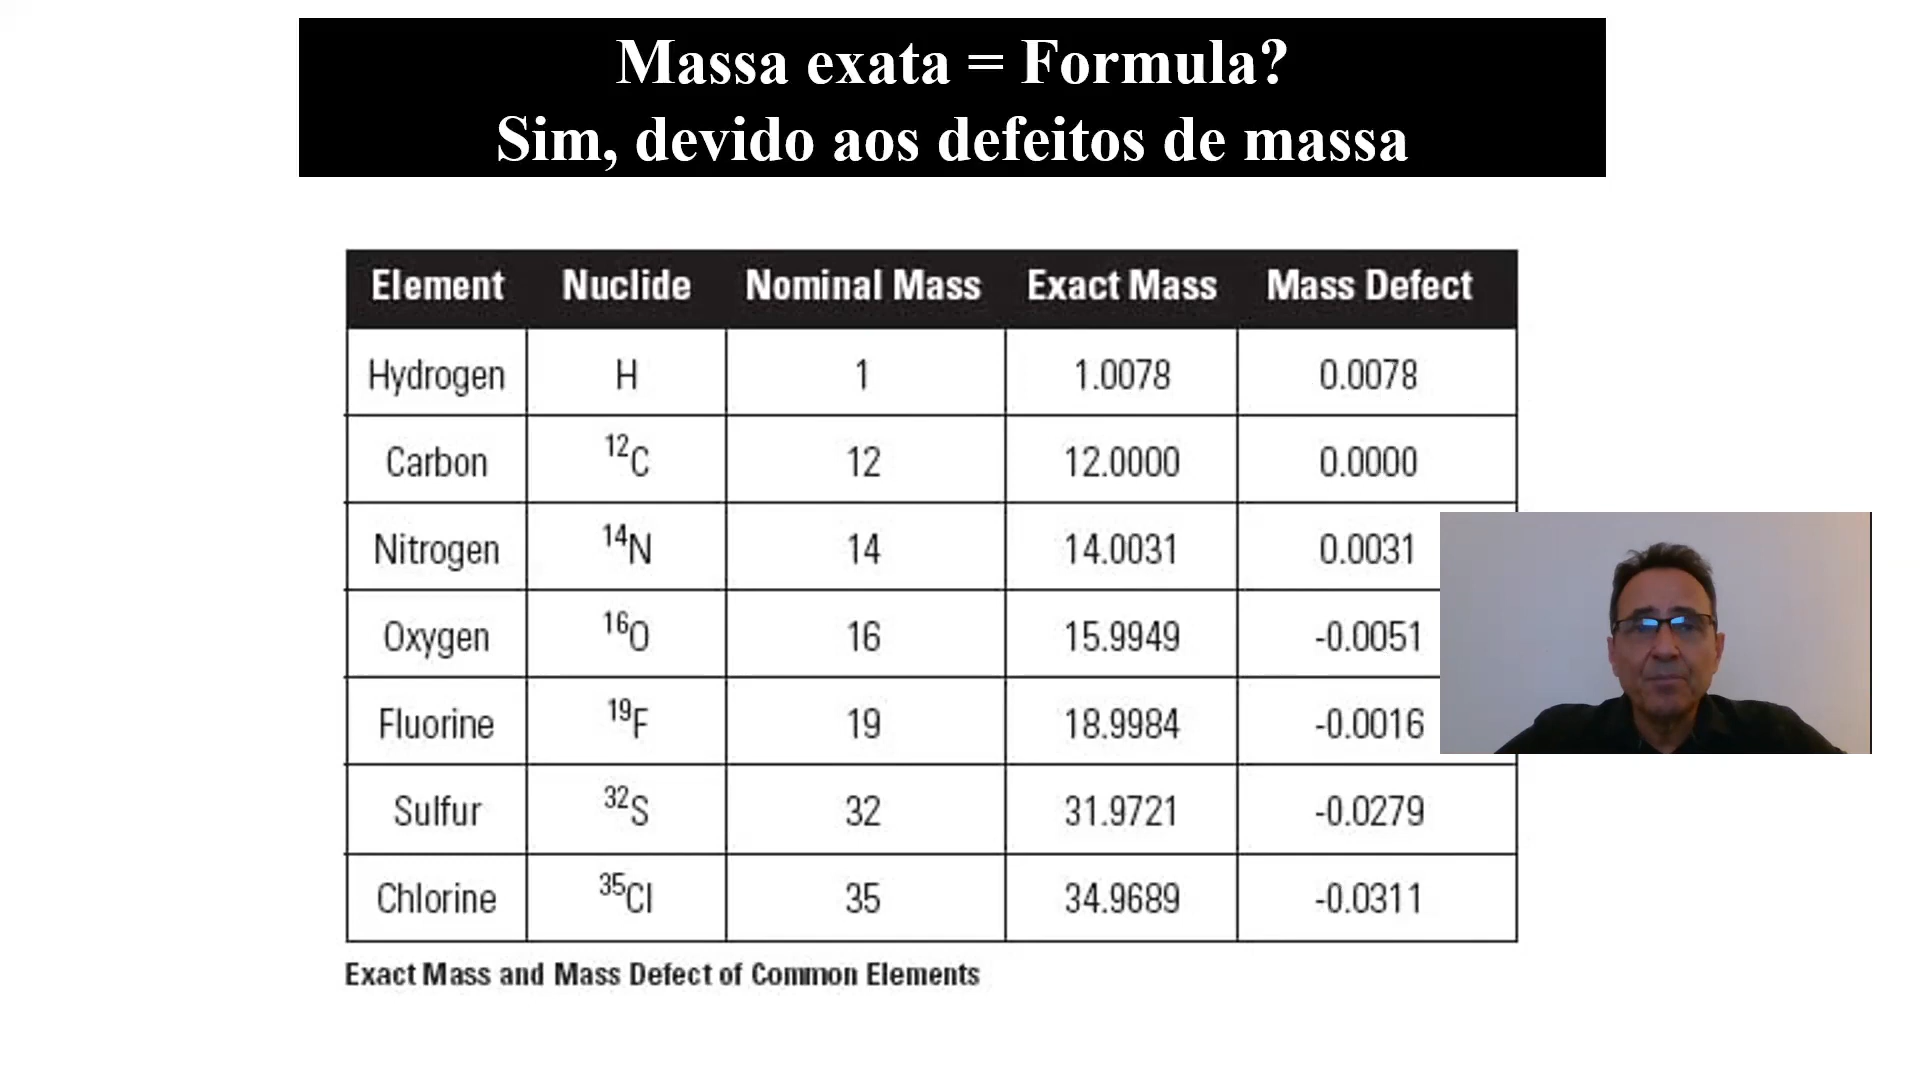 Massa exata = Formula?
Sim, devido aos defeitos de massa
Element Nuclide Nominal Mass Exact Mass Mass Defect
Hydrogen H 1 1.0078 0.0078
Carbon ¹²C 12 12.0000 0.0000
Nitrogen ¹⁴N 14 14.0031 0.0031
Oxygen ¹⁶O 16 15.9949 -0.0051
Fluorine ¹⁹F 19 18.9984 -0.0016
Sulfur ³²S 32 31.9721 -0.0279
Chlorine ³⁵Cl 35 34.9689 -0.0311
Exact Mass and Mass Defect of Common Elements